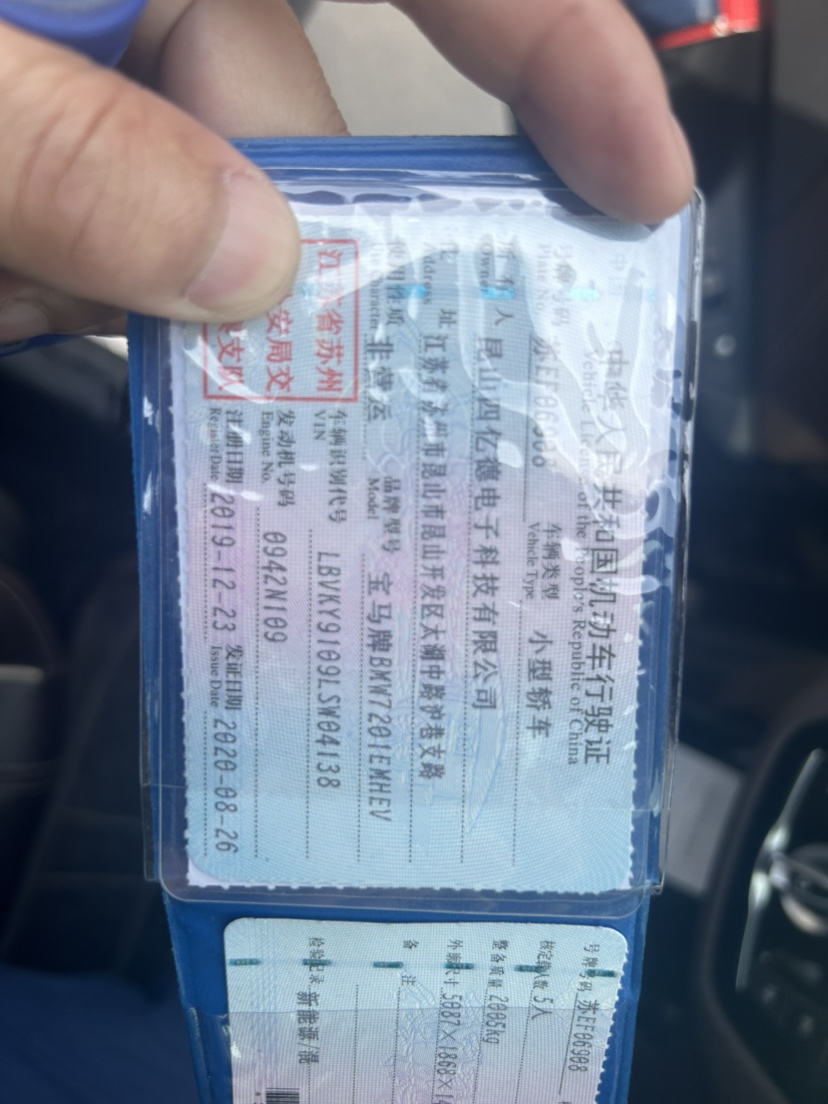 中华人民共和国机动车行驶证
Vehicle License of the People's Republic of China
号牌号码 苏EF06908 车辆类型 小型轿车
Plate No. Vehicle Type
所有人 昆山四亿德电子科技有限公司
Owner
住址 江苏省苏州市昆山市昆山开发区太湖中路冲巷支路
Address
使用性质 非营运 品牌型号 宝马牌BMW7201EMHEV
Character Model
江苏省苏州
安局交
支队
车辆识别代号 LBVKY9109LSW04138
VIN
发动机号码 0942N109
Engine No.
注册日期 2019-12-23 发证日期 2020-08-26
Register Date Issue Date
号牌号码 苏EF06908
核定载人数 5人
整备质量 2005kg
外廓尺寸 5087×1868×14
备注
检验记录 新能源/混